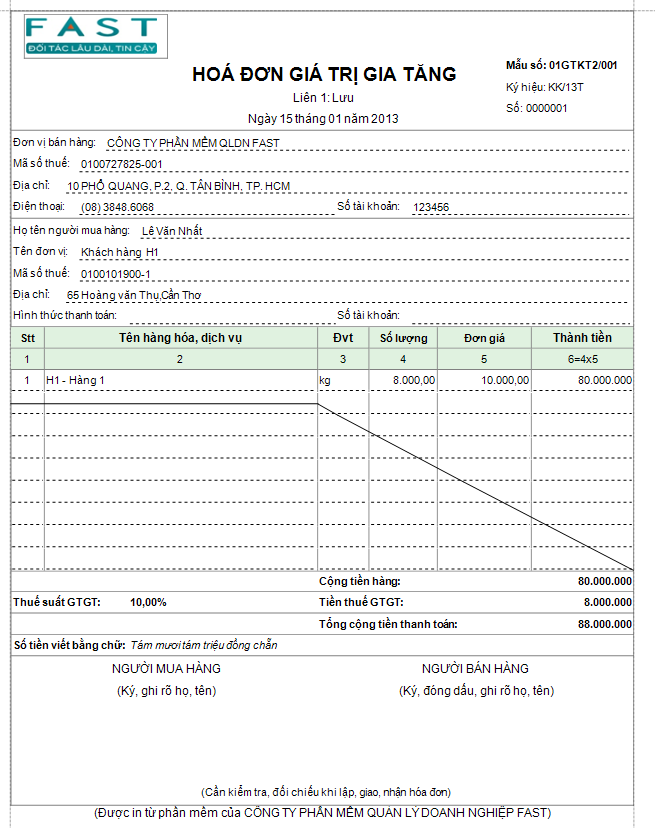 FAST
ĐỐI TÁC LÂU DÀI, TIN CẬY
HOÁ ĐƠN GIÁ TRỊ GIA TĂNG
Liên 1: Lưu
Ngày 15 tháng 01 năm 2013
Mẫu số: 01GTKT2/001
Ký hiệu: KK/13T
Số: 0000001
Đơn vị bán hàng: CÔNG TY PHẦN MỀM QLDN FAST
Mã số thuế: 0100727825-001
Địa chỉ: 10 PHỔ QUANG, P.2, Q. TÂN BÌNH, TP. HCM
Điện thoại: (08) 3848.6068 Số tài khoản: 123456
Họ tên người mua hàng: Lê Văn Nhất
Tên đơn vị: Khách hàng H1
Mã số thuế: 0100101900-1
Địa chỉ: 65 Hoàng văn Thụ,Cần Thơ
Hình thức thanh toán: Số tài khoản:
Stt Tên hàng hóa, dịch vụ Đvt Số lượng Đơn giá Thành tiền
1 2 3 4 5 6=4x5
1 H1 - Hàng 1 kg 8.000,00 10.000,00 80.000.000
Cộng tiền hàng: 80.000.000
Thuế suất GTGT: 10,00% Tiền thuế GTGT: 8.000.000
Tổng cộng tiền thanh toán: 88.000.000
Số tiền viết bằng chữ: Tám mươi tám triệu đồng chẵn
NGƯỜI MUA HÀNG NGƯỜI BÁN HÀNG
(Ký, ghi rõ họ, tên) (Ký, đóng dấu, ghi rõ họ, tên)
(Cần kiểm tra, đối chiếu khi lập, giao, nhận hóa đơn)
(Được in từ phần mềm của CÔNG TY PHẦN MỀM QUẢN LÝ DOANH NGHIỆP FAST)